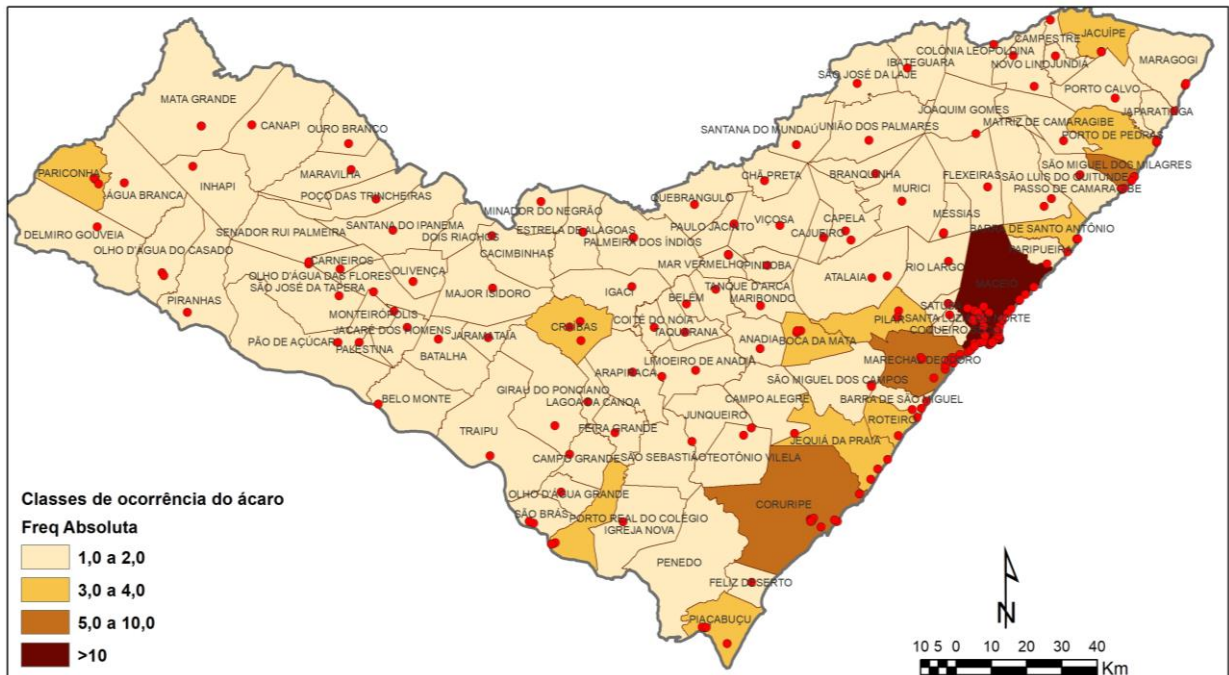 CAMPESTRE
JACUÍPE
COLÔNIA LEOPOLDINA
IBATEGUARA
NOVO LINO
JUNDIÁ
MARAGOGI
SÃO JOSÉ DA LAJE
PORTO CALVO
MATA GRANDE
CANAPI
OURO BRANCO
JOAQUIM GOMES
JAPARATINGA
SANTANA DO MUNDAÚ
UNIÃO DOS PALMARES
MATRIZ DE CAMARAGIBE
PORTO DE PEDRAS
PARICONHA
ÁGUA BRANCA
INHAPI
MARAVILHA
POÇO DAS TRINCHEIRAS
CHÃ PRETA
BRANQUINHA
FLEXEIRAS
SÃO MIGUEL DOS MILAGRES
SÃO LUÍS DO QUITUNDE
PASSO DE CAMARAGIBE
MURICI
QUEBRANGULO
MINADOR DO NEGRÃO
DELMIRO GOUVEIA
OLHO D'ÁGUA DO CASADO
SENADOR RUI PALMEIRA
SANTANA DO IPANEMA
DOIS RIACHOS
ESTRELA DE ALAGOAS
PALMEIRA DOS ÍNDIOS
PAULO JACINTO
VIÇOSA
CAPELA
CAJUEIRO
MESSIAS
BARRA DE SANTO ANTÔNIO
PARIPUEIRA
CACIMBINHAS
MAR VERMELHO
PINDOBA
ATALAIA
RIO LARGO
CARNEIROS
OLHO D'ÁGUA DAS FLORES
OLIVENÇA
SÃO JOSÉ DA TAPERA
MAJOR ISIDORO
IGACI
BELÉM
TANQUE D'ARCA
MARIBONDO
MACEIÓ
PIRANHAS
MONTEIRÓPOLIS
JACARÉ DOS HOMENS
PÃO DE AÇÚCAR
PALESTINA
BATALHA
JARAMATAIA
CRAÍBAS
COITÉ DO NÓIA
TAQUARANA
ANADIA
BOCA DA MATA
PILAR
SATUBA
MARECHAL DEODORO
LIMOEIRO DE ANADIA
ARAPIRACA
SÃO MIGUEL DOS CAMPOS
BELO MONTE
GIRAU DO PONCIANO
LAGOA DA CANOA
CAMPO ALEGRE
BARRA DE SÃO MIGUEL
ROTEIRO
JUNQUEIRO
TRAIPU
FEIRA GRANDE
JEQUIÁ DA PRAIA
CAMPO GRANDE
SÃO SEBASTIÃO
TEOTÔNIO VILELA
OLHO D'ÁGUA GRANDE
SÃO BRÁS
PORTO REAL DO COLÉGIO
IGREJA NOVA
CORURIPE
PENEDO
FELIZ DESERTO
PIAÇABUÇU
Classes de ocorrência do ácaro
Freq Absoluta
1,0 a 2,0
3,0 a 4,0
5,0 a 10,0
>10
N
10 5 0 10 20 30 40
Km